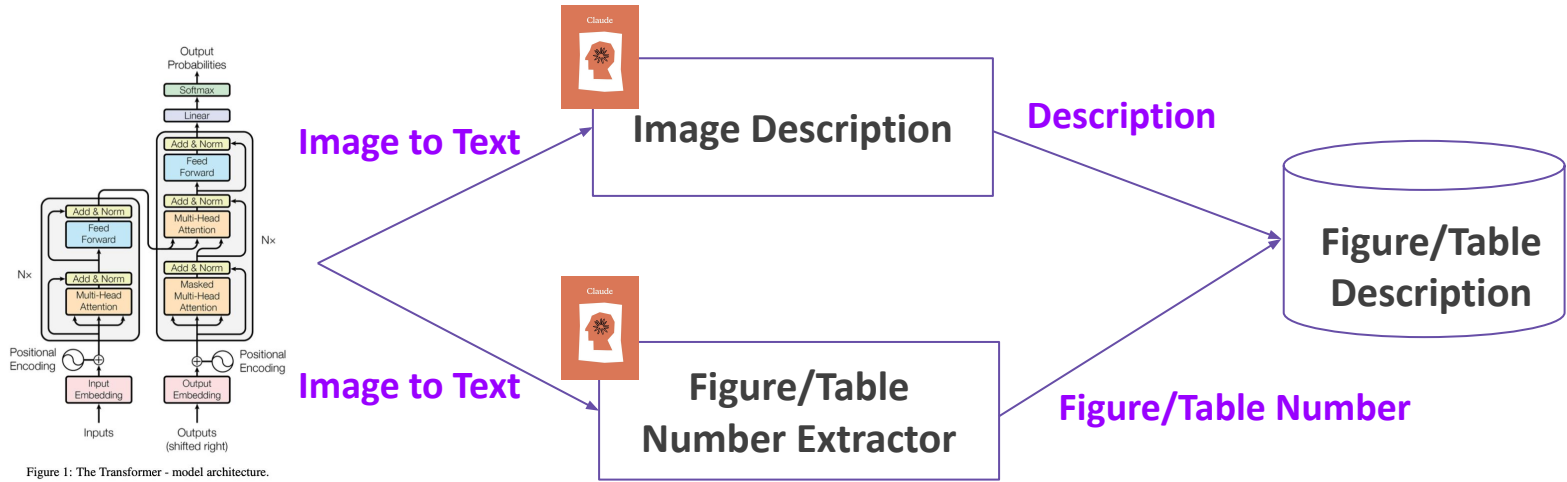 Output
Probabilities
Softmax
Linear
Add & Norm
Feed
Forward
Add & Norm
Multi-Head
Attention
Add & Norm
Masked
Multi-Head
Attention
N×
Add & Norm
Feed
Forward
N×
Add & Norm
Multi-Head
Attention
Positional
Encoding
Positional
Encoding
Input
Embedding
Output
Embedding
Inputs
Outputs
(shifted right)
Figure 1: The Transformer - model architecture.
Image to Text
Image to Text
Claude
Image Description
Claude
Figure/Table
Number Extractor
Description
Figure/Table Number
Figure/Table
Description